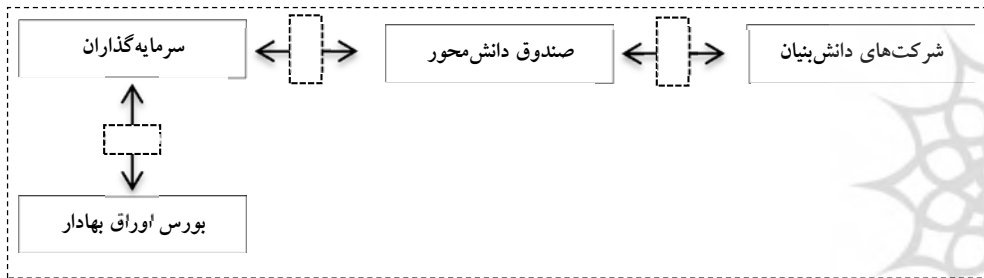 شرکت‌های دانش‌بنیان
صندوق دانش‌محور
سرمایه‌گذاران
بورس اوراق بهادار